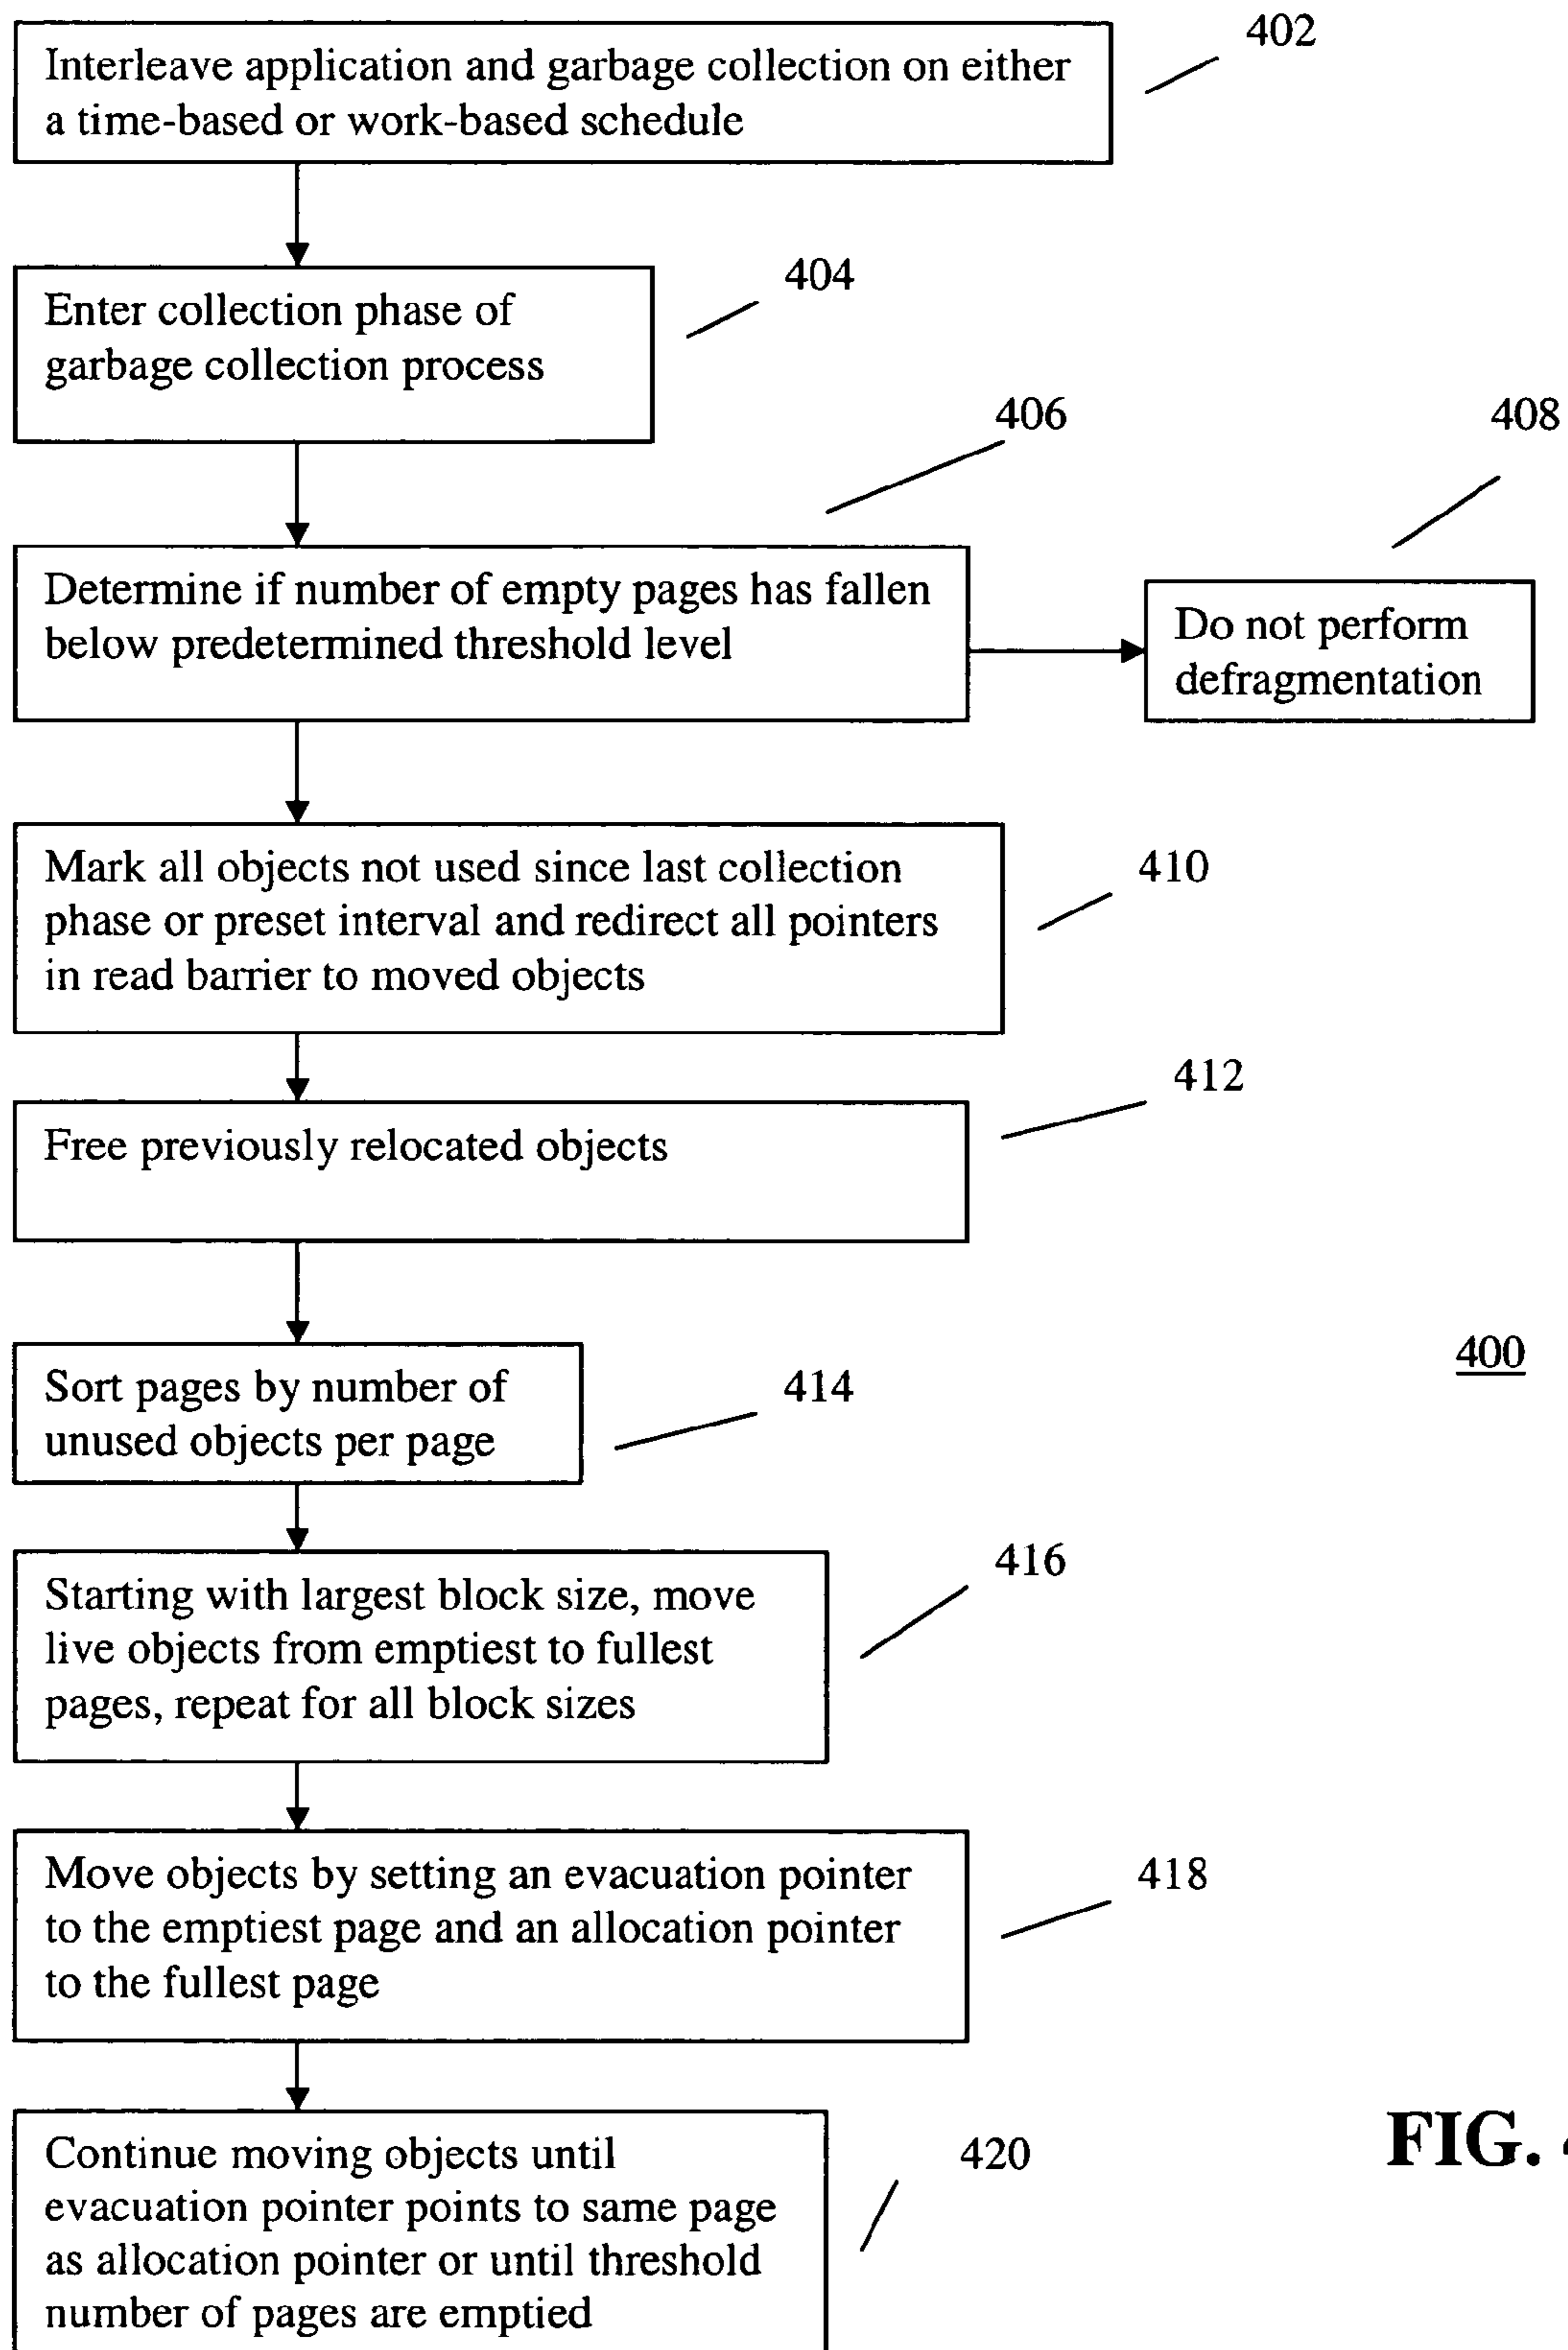 402
Interleave application and garbage collection on either
a time-based or work-based schedule
404
Enter collection phase of
garbage collection process
406
408
Determine if number of empty pages has fallen
below predetermined threshold level
Do not perform
defragmentation
Mark all objects not used since last collection
phase or preset interval and redirect all pointers
in read barrier to moved objects
410
412
Free previously relocated objects
400
Sort pages by number of
unused objects per page
414
416
Starting with largest block size, move
live objects from emptiest to fullest
pages, repeat for all block sizes
Move objects by setting an evacuation pointer
to the emptiest page and an allocation pointer
to the fullest page
418
FIG. 4
Continue moving objects until
evacuation pointer points to same page
as allocation pointer or until threshold
number of pages are emptied
420